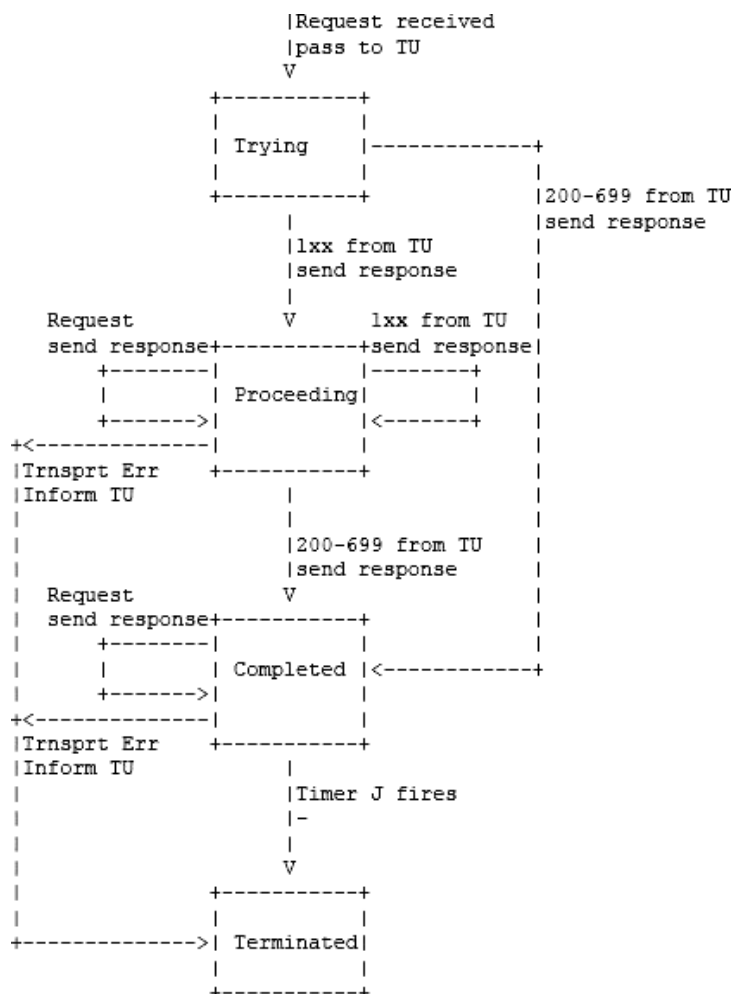 Request received
pass to TU
Trying
200-699 from TU
send response
1xx from TU
send response
Request
send response
1xx from TU
send response
Proceeding
Trnsprt Err
Inform TU
200-699 from TU
send response
Request
send response
Completed
Trnsprt Err
Inform TU
Timer J fires
-
Terminated